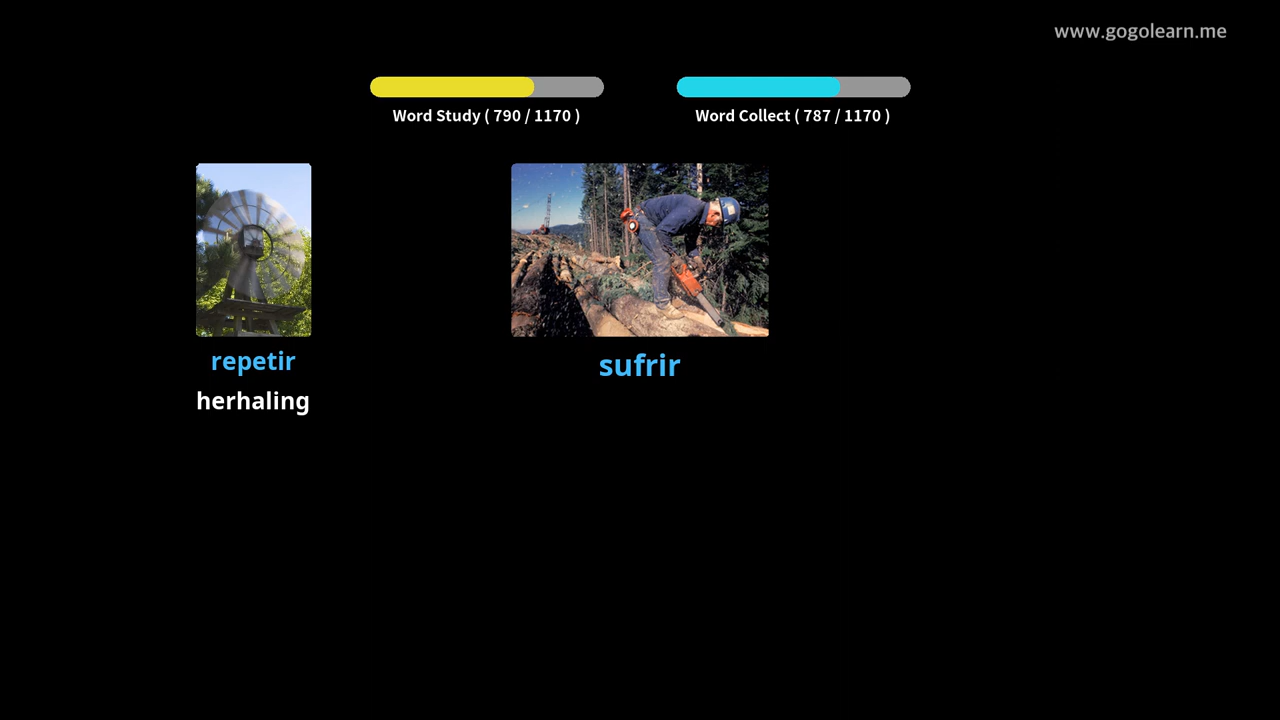 www.gogolearn.me
Word Study ( 790 / 1170 )
Word Collect ( 787 / 1170 )
repetir
sufrir
herhaling